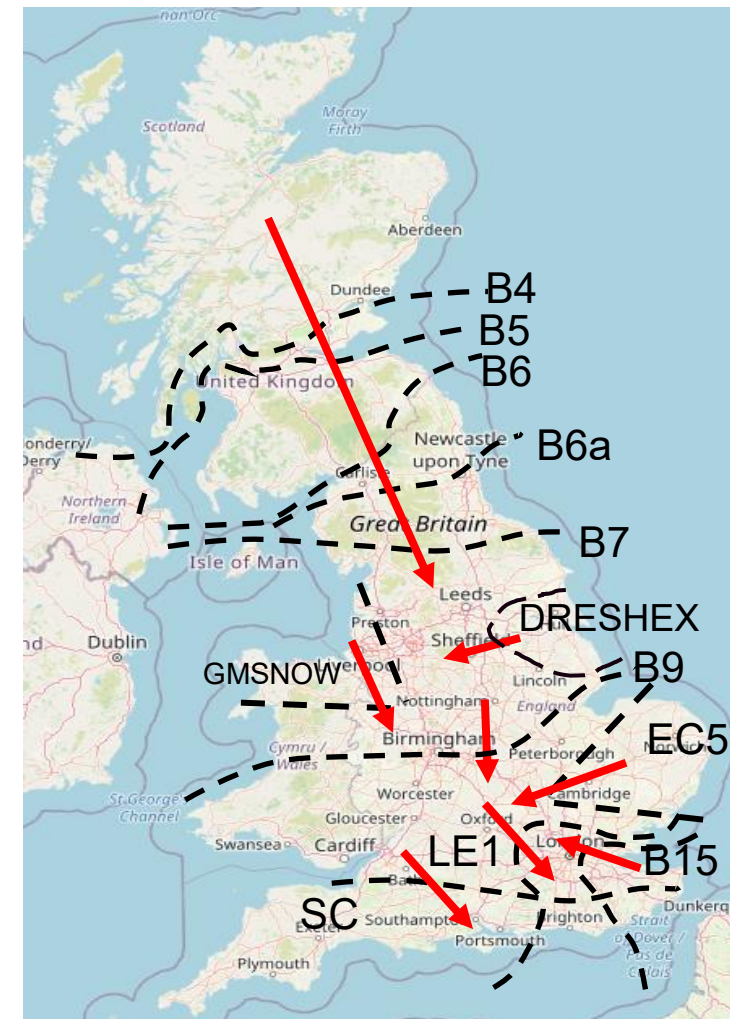 nan Orc
Moray
Firth
Scotland
Aberdeen
Dundee
B4
B5
United Kingdom
B6
Newcastle
upon Tyne
B6a
onderry/
Derry
Carlisle
Northern
Ireland
Great Britain
B7
Isle of Man
Leeds
Preston
DRESHEX
Sheffield
nd
Dublin
Liverpool
GMSNOW
B9
Lincoln
Nottingham
England
EC5
Birmingham
Norwich
Cymru /
Wales
Peterborough
St George
Channel
Worcester
Cambridge
Gloucester
Oxford
Swansea
Cardiff
LE1
London
B15
Bath
Dunkerq
SC
Southampton
Brighton
Strait
of Dover /
Pas de
Calais
Exeter
Portsmouth
Plymouth